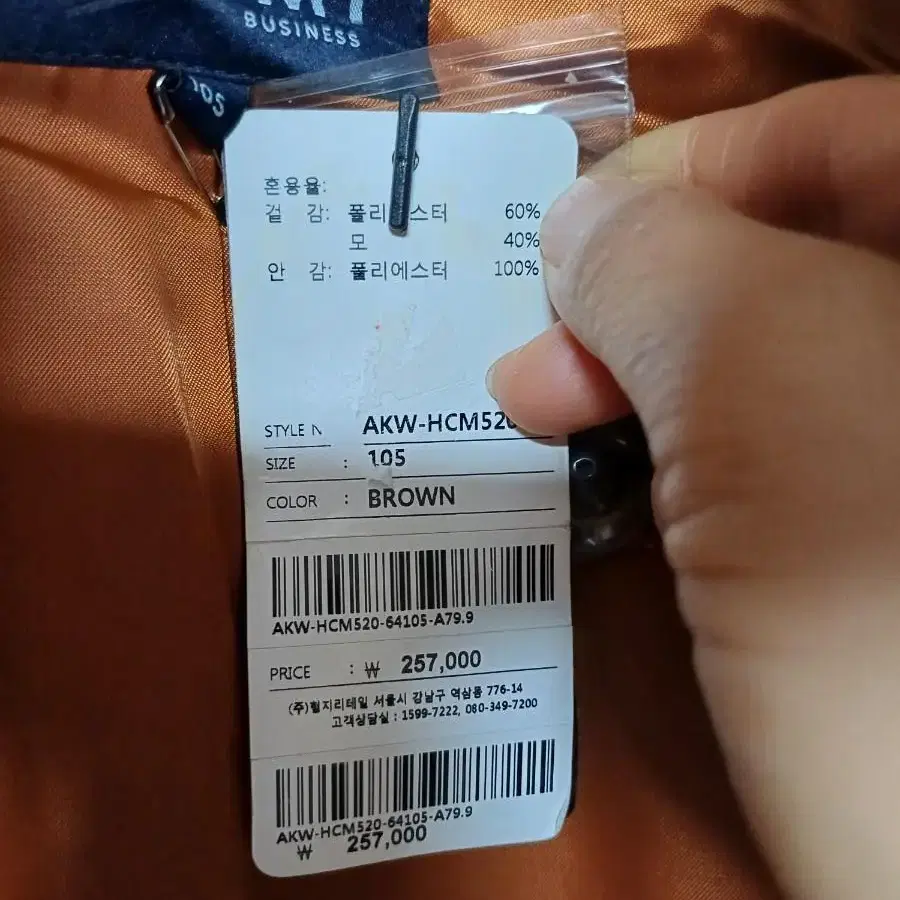 BUSINESS
105
혼용율:
겉 감: 폴리에스터 60%
모 40%
안 감: 폴리에스터 100%
STYLE N AKW-HCM520
SIZE : 105
COLOR : BROWN
AKW-HCM520-64105-A79.9
PRICE : ₩ 257,000
(주)형지리테일 서울시 강남구 역삼동 776-14
고객상담실 : 1599-7222, 080-349-7200
AKW-HCM520-64105-A79.9
₩ 257,000